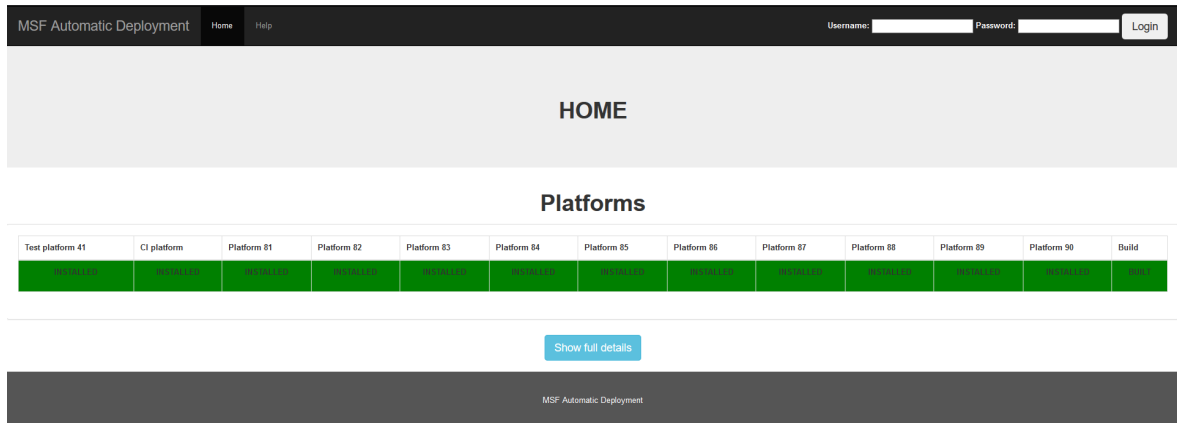 MSF Automatic Deployment Home Help Username: Password: Login
HOME
Platforms
Test platform 41 CI platform Platform 81 Platform 82 Platform 83 Platform 84 Platform 85 Platform 86 Platform 87 Platform 88 Platform 89 Platform 90 Build
INSTALLED INSTALLED INSTALLED INSTALLED INSTALLED INSTALLED INSTALLED INSTALLED INSTALLED INSTALLED INSTALLED INSTALLED BUILT
Show full details
MSF Automatic Deployment